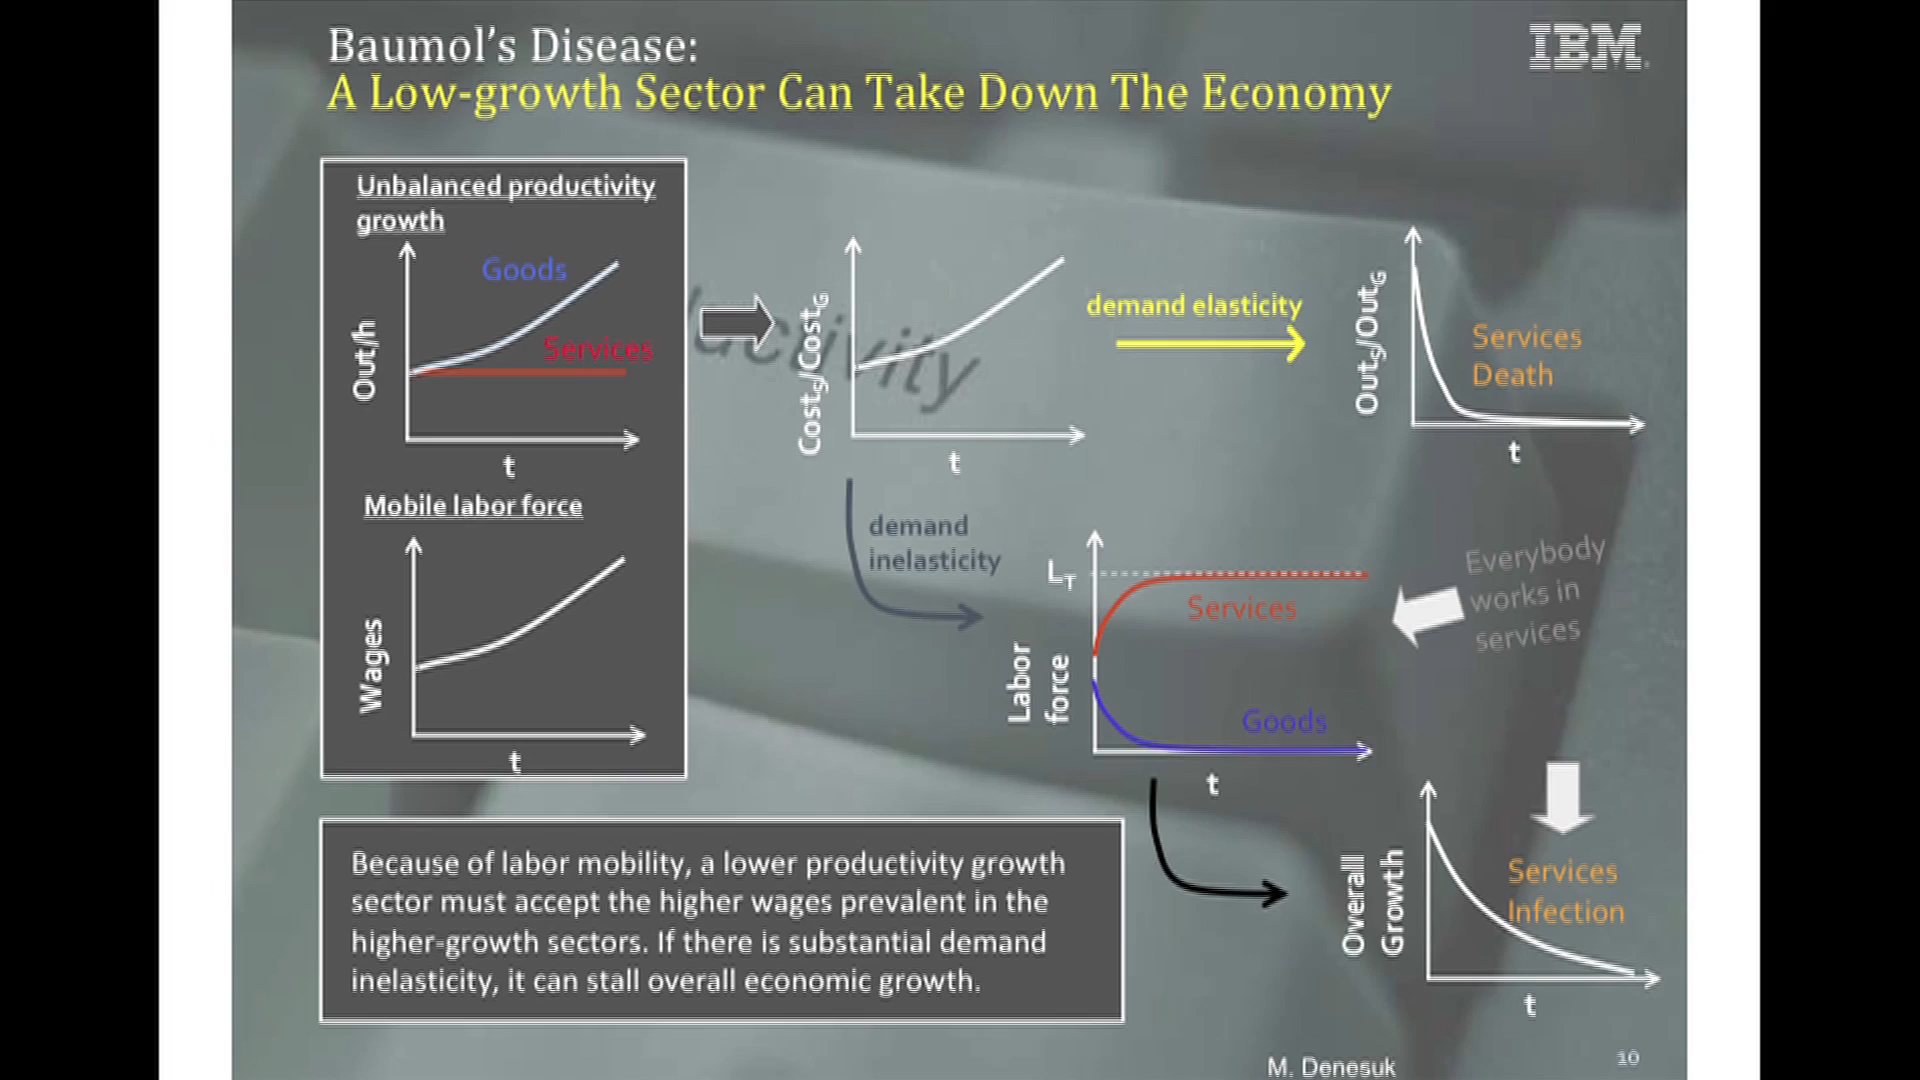 Baumol's Disease:
A Low-growth Sector Can Take Down The Economy
IBM
Unbalanced productivity
growth
Goods
Services
Out/h
t
Mobile labor force
Wages
t
CostS/CostG
t
demand elasticity
OutS/OutG
Services
Death
t
demand
inelasticity
LT
Services
Goods
Labor
force
t
Everybody
works in
services
Overall
Growth
Services
Infection
t
Because of labor mobility, a lower productivity growth
sector must accept the higher wages prevalent in the
higher-growth sectors. If there is substantial demand
inelasticity, it can stall overall economic growth.
M. Denesuk
10